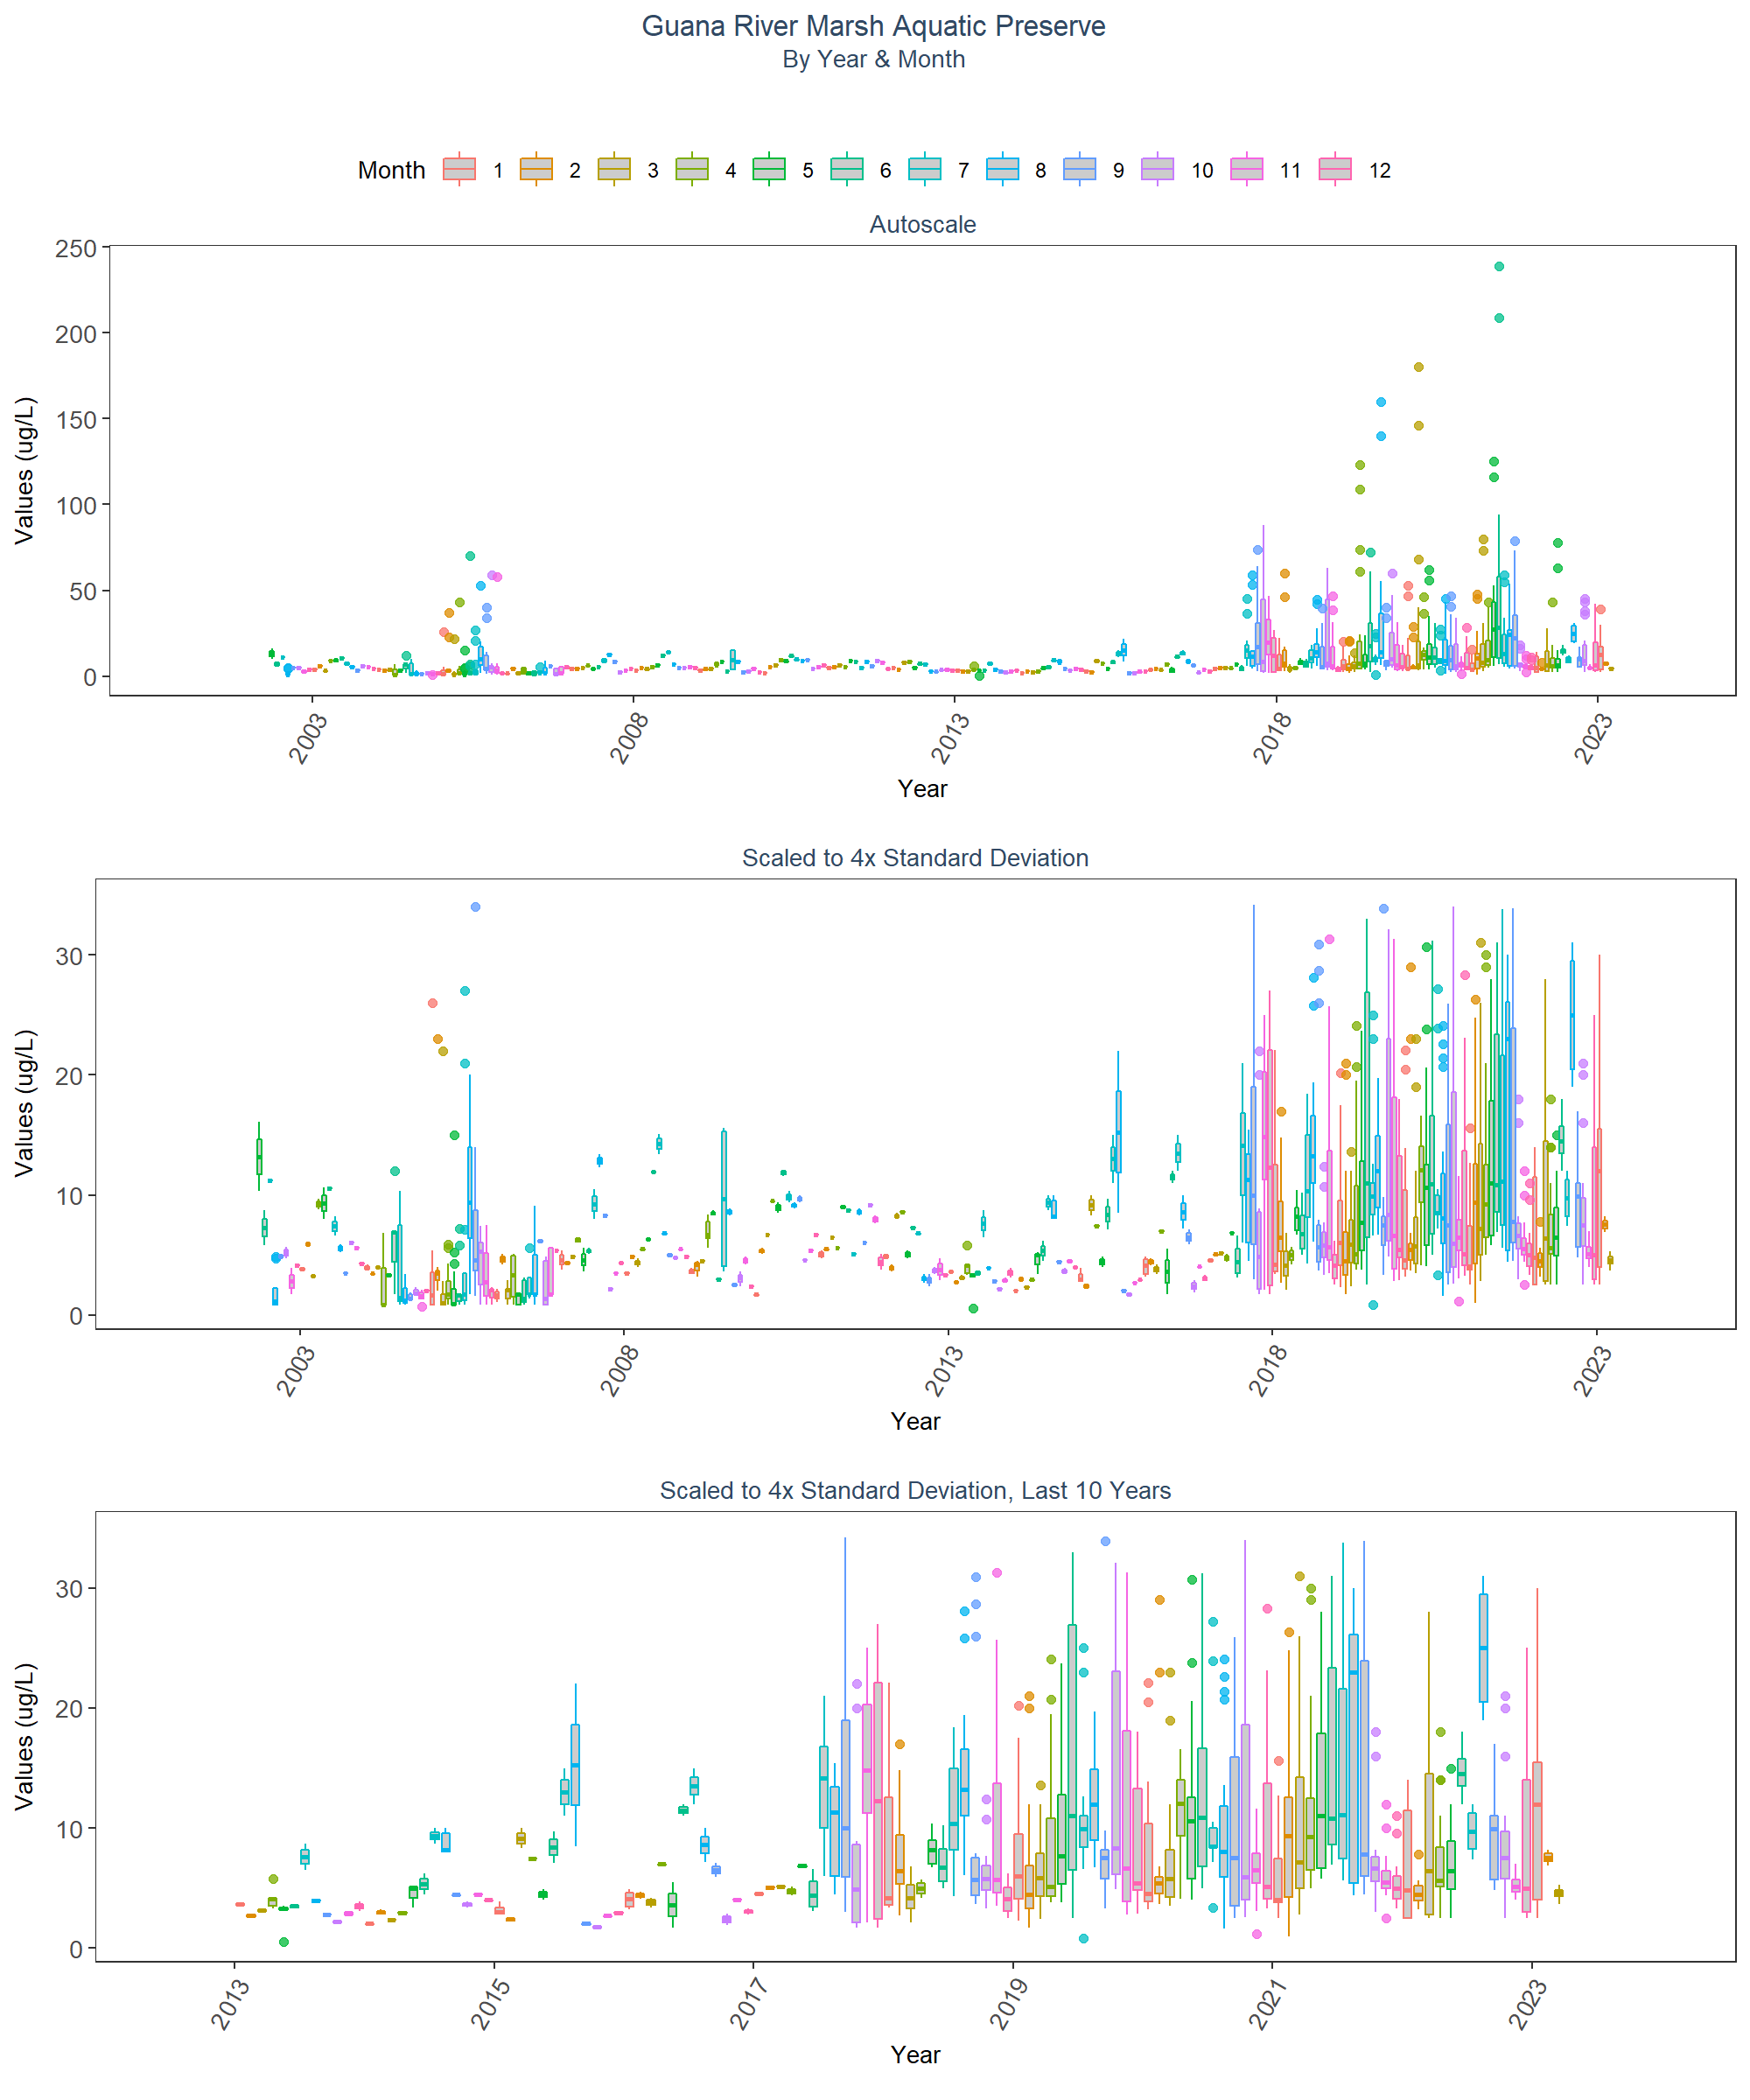 Guana River Marsh Aquatic Preserve
By Year & Month
Month 1 2 3 4 5 6 7 8 9 10 11 12
Autoscale
250
200
150
100
50
0
Values (ug/L)
2003 2008 2013 2018 2023
Year
Scaled to 4x Standard Deviation
30
20
10
0
Values (ug/L)
2003 2008 2013 2018 2023
Year
Scaled to 4x Standard Deviation, Last 10 Years
30
20
10
0
Values (ug/L)
2013 2015 2017 2019 2021 2023
Year